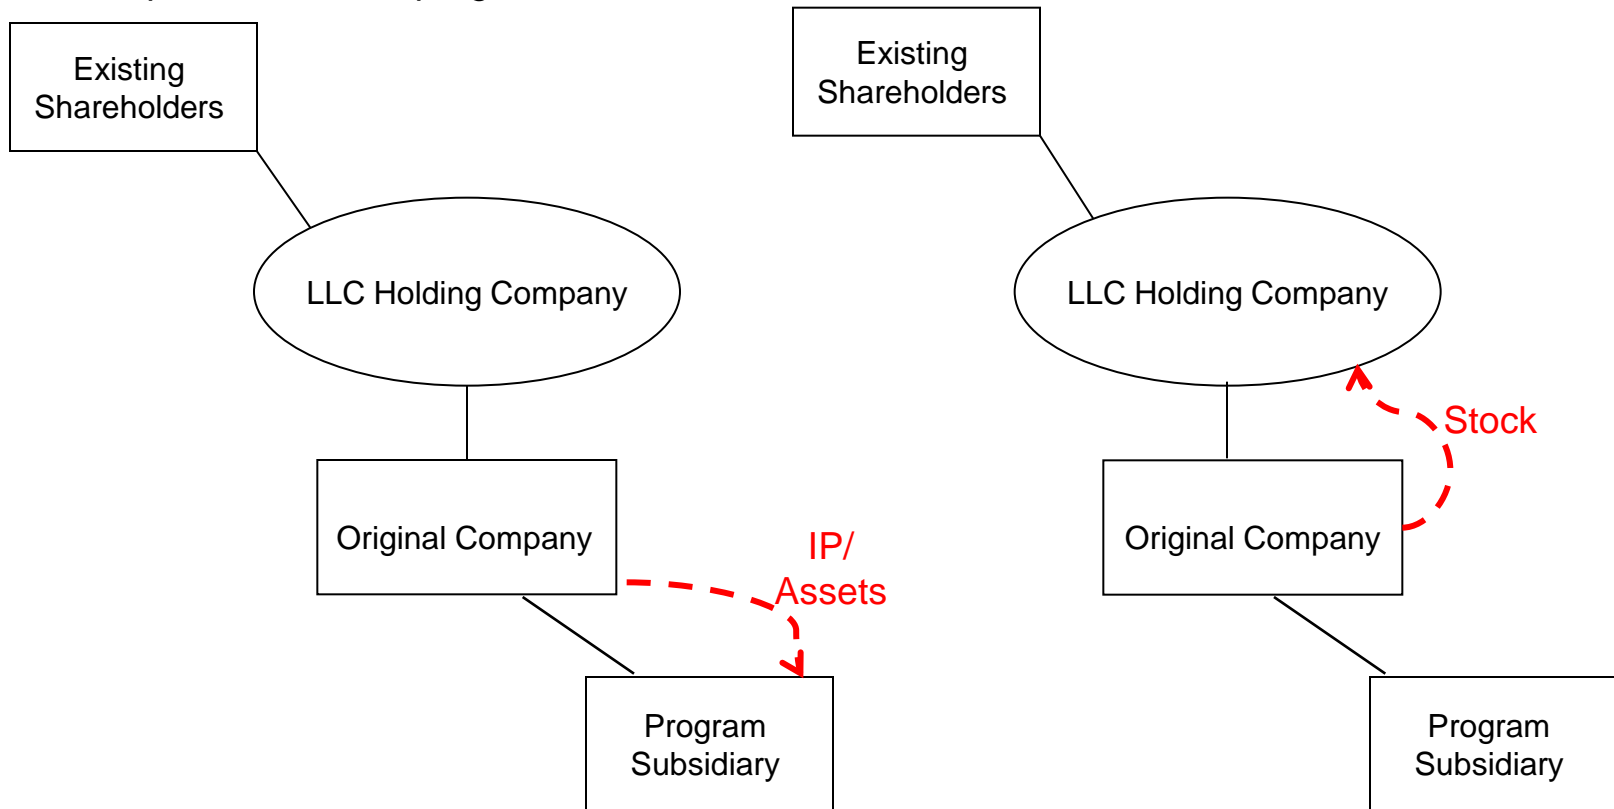 Existing
Shareholders
LLC Holding Company
Original Company
IP/
Assets
Program
Subsidiary
Existing
Shareholders
LLC Holding Company
Stock
Original Company
Program
Subsidiary